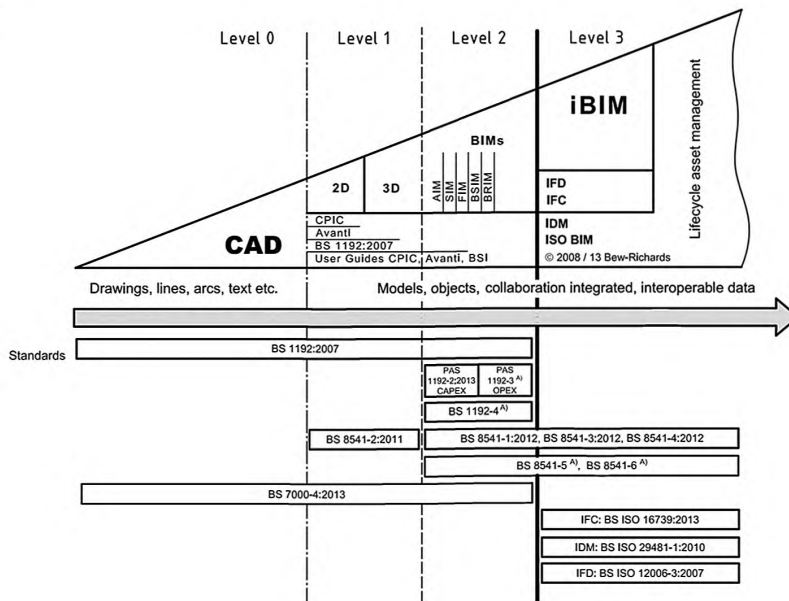 Level 0 Level 1 Level 2 Level 3
iBIM
BIMs
2D 3D
AIM
SIM
FIM
BSIM
BRIM
IFD
IFC
Lifecycle asset management
CAD
CPIC
Avanti
BS 1192:2007
User Guides CPIC, Avanti, BSI
IDM
ISO BIM
© 2008 / 13 Bew-Richards
Drawings, lines, arcs, text etc.
Models, objects, collaboration integrated, interoperable data
Standards
BS 1192:2007
PAS
1192-2;2013
CAPEX
PAS
1192-3 A)
OPEX
BS 1192-4 A)
BS 8541-2:2011
BS 8541-1:2012, BS 8541-3:2012, BS 8541-4:2012
BS 8541-5 A), BS 8541-6 A)
BS 7000-4:2013
IFC: BS ISO 16739:2013
IDM: BS ISO 29481-1:2010
IFD: BS ISO 12006-3:2007